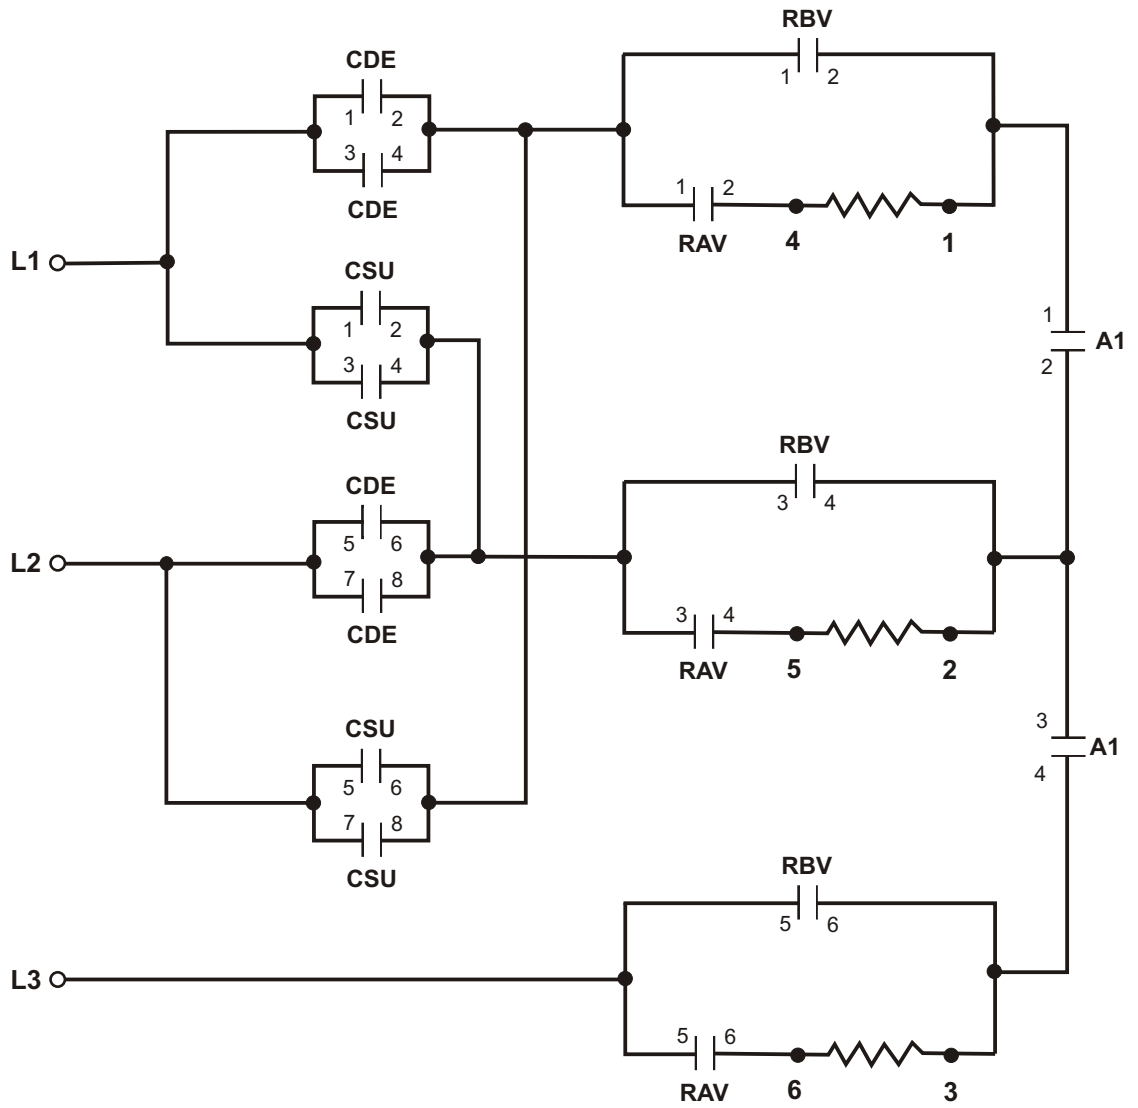 RBV
1 2
CDE
1 2
3 4
CDE
1 2
RAV 4 1
L1
CSU
1 2
3 4
CSU
1
A1
2
RBV
3 4
CDE
5 6
L2
7 8
CDE
3 4
RAV 5 2
CSU
5 6
7 8
CSU
3
A1
4
RBV
5 6
L3
5 6
RAV 6 3